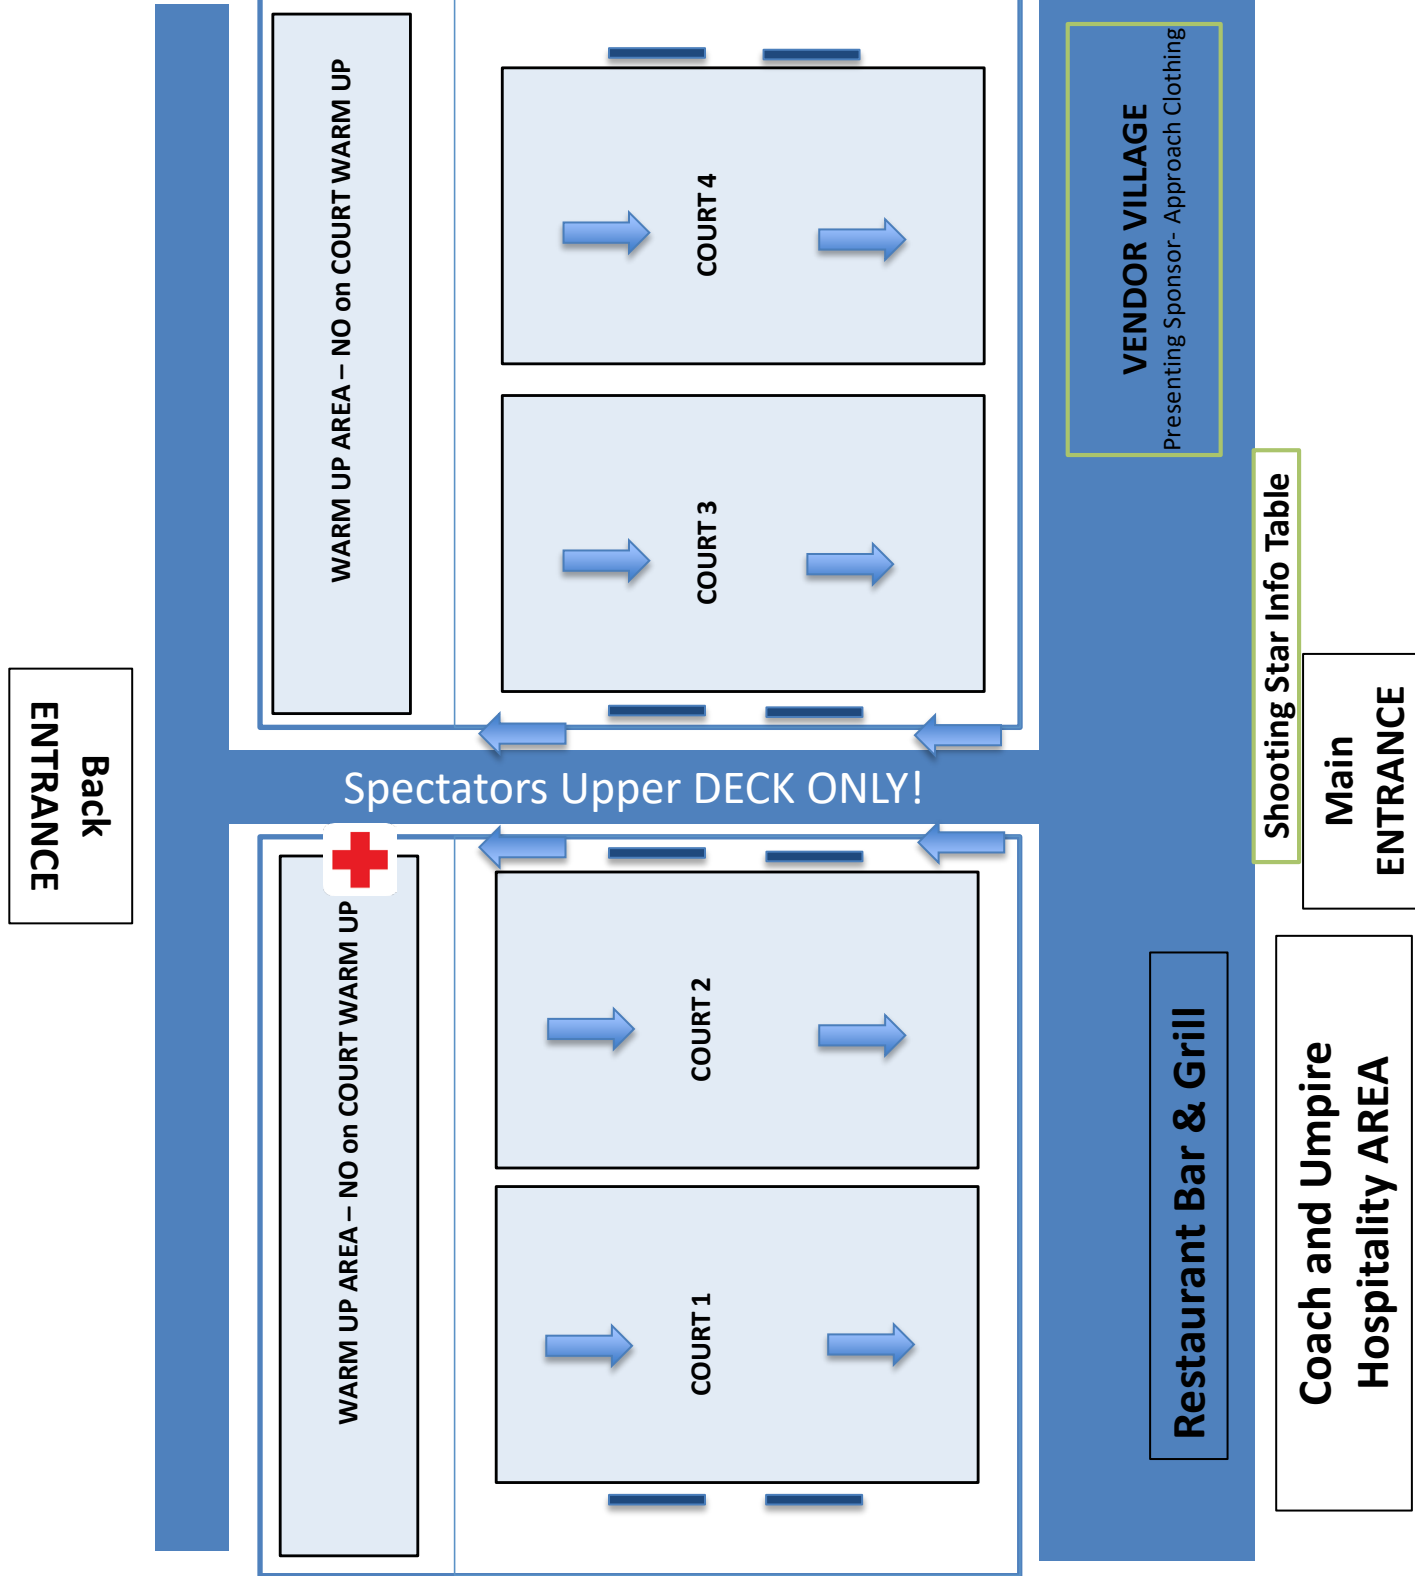 Back
ENTRANCE
WARM UP AREA – NO on COURT WARM UP
WARM UP AREA – NO on COURT WARM UP
COURT 1
COURT 2
COURT 3
COURT 4
Spectators Upper DECK ONLY!
VENDOR VILLAGE
Presenting Sponsor- Approach Clothing
Restaurant Bar & Grill
Shooting Star Info Table
Main
ENTRANCE
Coach and Umpire
Hospitality AREA